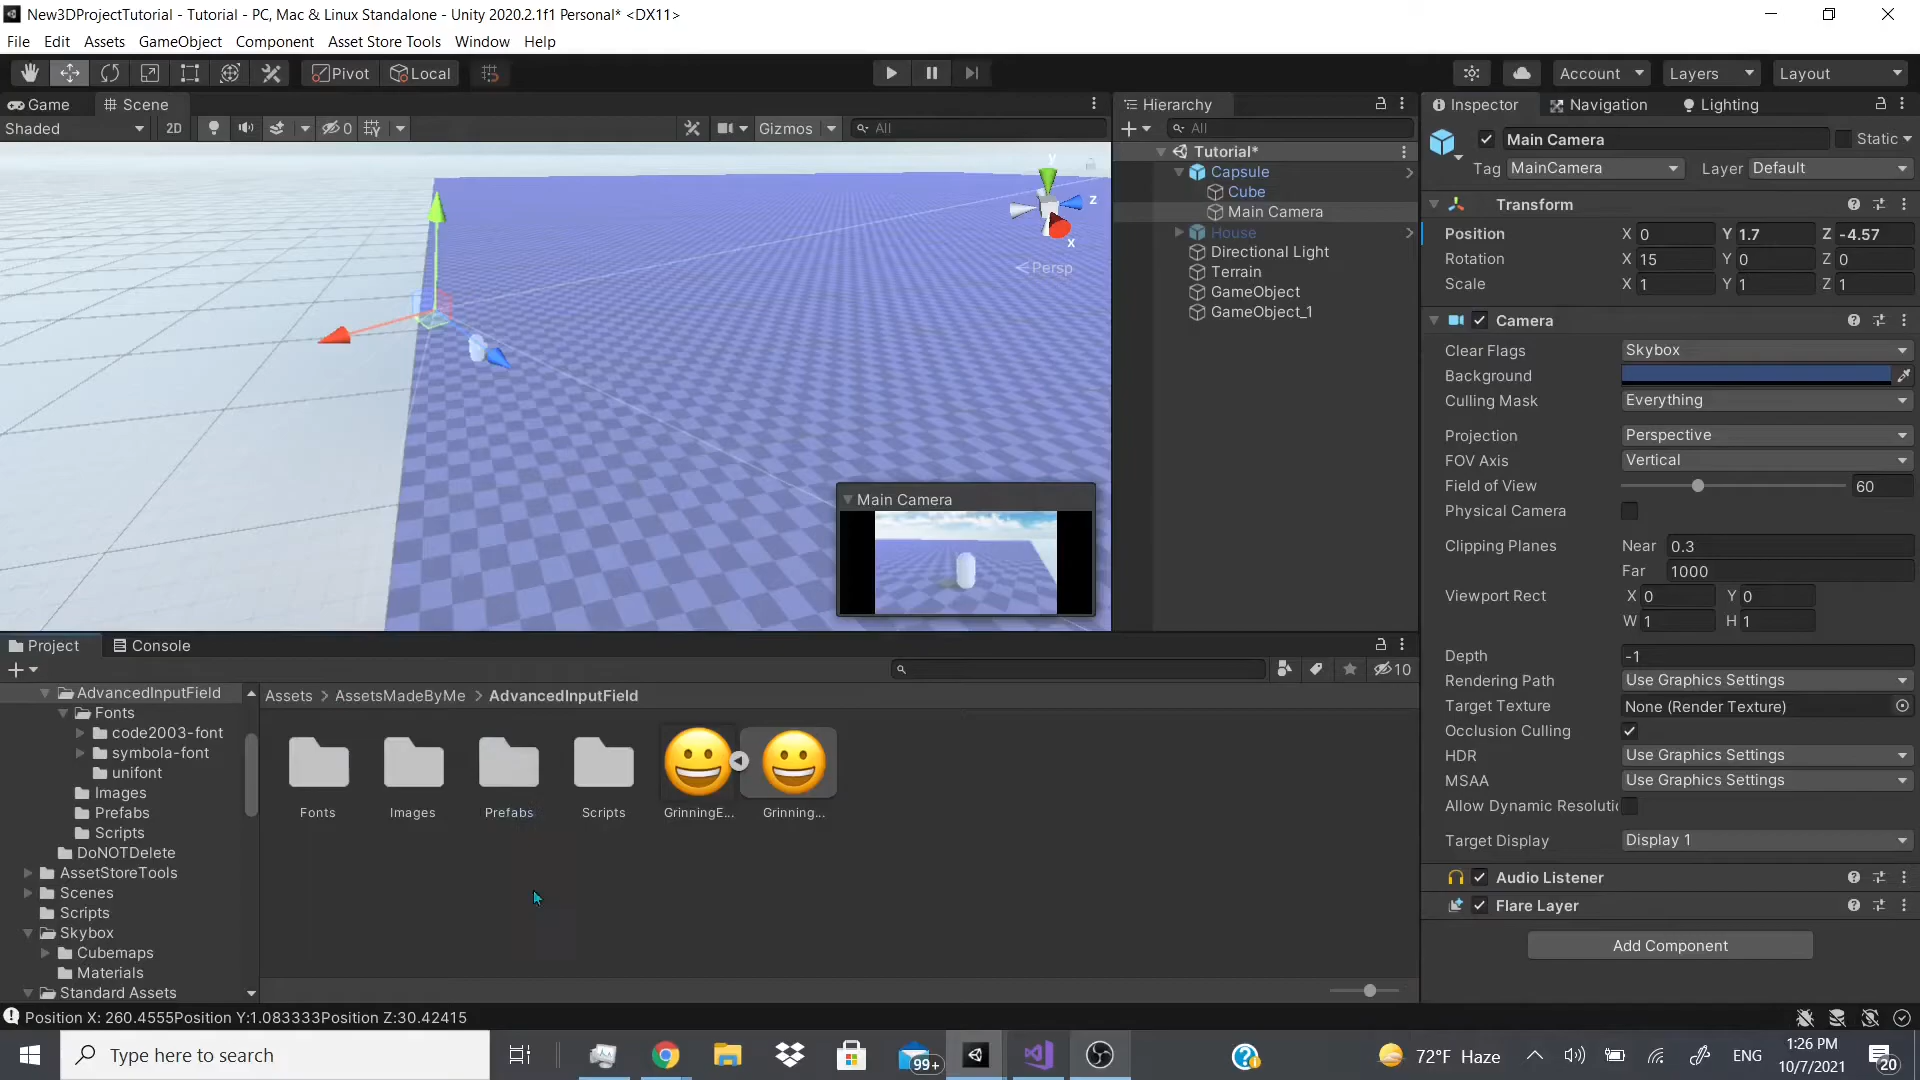 New3DProjectTutorial - Tutorial - PC, Mac & Linux Standalone - Unity 2020.2.1f1 Personal* <DX11>
File Edit Assets GameObject Component Asset Store Tools Window Help
Pivot Local Account Layers Layout
Game Scene
Shaded 2D 0 Gizmos All
y
z
x
Persp
Main Camera
Hierarchy
All
Tutorial*
Capsule
Cube
Main Camera
House
Directional Light
Terrain
GameObject
GameObject_1
Inspector Navigation Lighting
Main Camera Static
Tag MainCamera Layer Default
Transform
Position X 0 Y 1.7 Z -4.57
Rotation X 15 Y 0 Z 0
Scale X 1 Y 1 Z 1
Camera
Clear Flags Skybox
Background
Culling Mask Everything
Projection Perspective
FOV Axis Vertical
Field of View 60
Physical Camera
Clipping Planes Near 0.3
Far 1000
Viewport Rect X 0 Y 0
W 1 H 1
Depth -1
Rendering Path Use Graphics Settings
Target Texture None (Render Texture)
Occlusion Culling
HDR Use Graphics Settings
MSAA Use Graphics Settings
Allow Dynamic Resolutic
Target Display Display 1
Audio Listener
Flare Layer
Add Component
Project Console
10
AdvancedInputField
Fonts
code2003-font
symbola-font
unifont
Images
Prefabs
Scripts
DoNOTDelete
AssetStoreTools
Scenes
Scripts
Skybox
Cubemaps
Materials
Standard Assets
Assets > AssetsMadeByMe > AdvancedInputField
Fonts Images Prefabs Scripts GrinningE... Grinning...
Position X: 260.4555Position Y:1.083333Position Z:30.42415
Type here to search 99+ 72°F Haze ENG 1:26 PM
10/7/2021 20